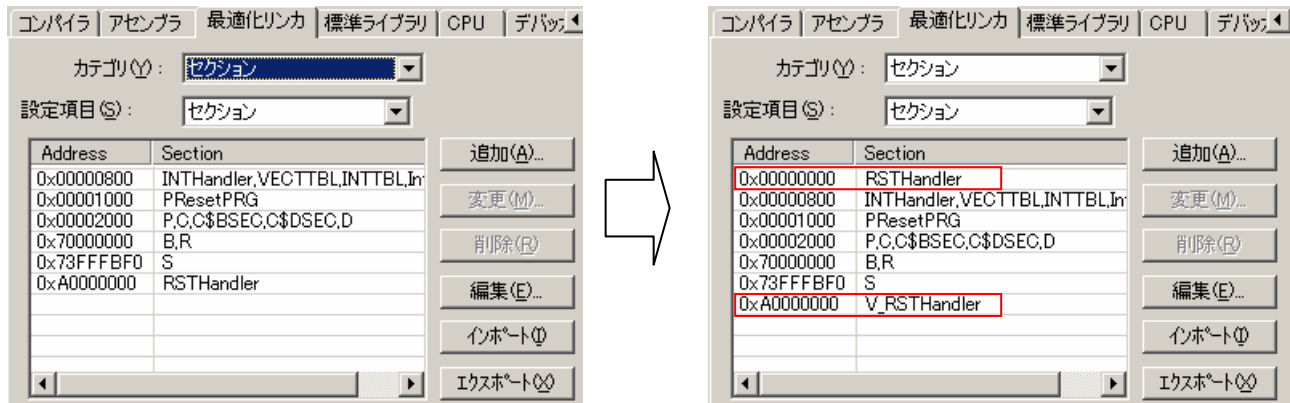 コンパイラ アセンブラ 最適化リンカ 標準ライブラリ CPU デバッ
カテゴリ(Y) : セクション
設定項目(S) : セクション
Address Section
0x00000800 INTHandler,VECTTBL,INTTBL,In
0x00001000 PResetPRG
0x00002000 P,C,C$BSEC,C$DSEC,D
0x70000000 B,R
0x73FFFBF0 S
0xA0000000 RSTHandler
追加(A)...
変更(M)...
削除(R)
編集(E)...
インポート(I)
エクスポート(X)
コンパイラ アセンブラ 最適化リンカ 標準ライブラリ CPU デバッ
カテゴリ(Y) : セクション
設定項目(S) : セクション
Address Section
0x00000000 RSTHandler
0x00000800 INTHandler,VECTTBL,INTTBL,In
0x00001000 PResetPRG
0x00002000 P,C,C$BSEC,C$DSEC,D
0x70000000 B,R
0x73FFFBF0 S
0xA0000000 V_RSTHandler
追加(A)...
変更(M)...
削除(R)
編集(E)...
インポート(I)
エクスポート(X)